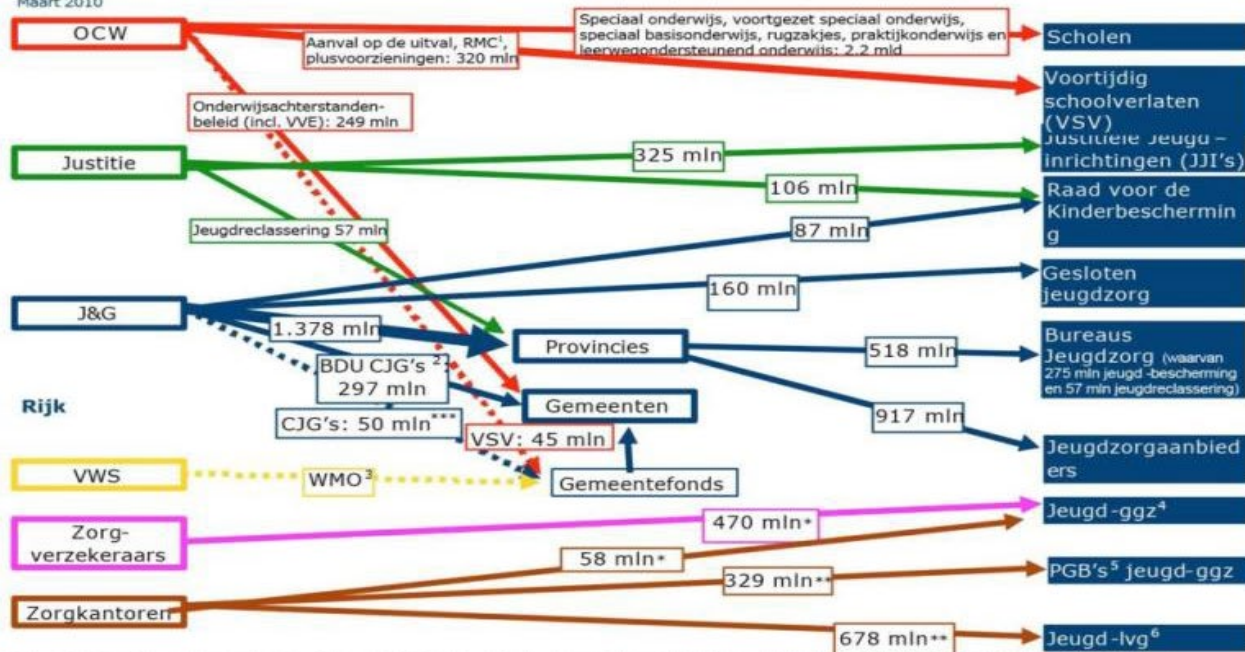 Maart 2010
OCW
Speciaal onderwijs, voortgezet speciaal onderwijs,
speciaal basisonderwijs, rugzakjes, praktijkonderwijs en
leerwegondersteunend onderwijs: 2.2 mld
Scholen
Aanval op de uitval, RMC¹,
plusvoorzieningen: 320 mln
Voortijdig
schoolverlaten
(VSV)
Onderwijsachterstanden-
beleid (incl. VVE): 249 mln
Justitie
325 mln
Justitiële Jeugd –
inrichtingen (JJI's)
106 mln
Raad voor de
Kinderbeschermin
g
Jeugdreclassering 57 mln
87 mln
J&G
160 mln
Gesloten
jeugdzorg
1.378 mln
Provincies
518 mln
Bureaus
Jeugdzorg (waarvan
275 mln jeugd -bescherming
en 57 mln jeugdreclassering)
BDU CJG's ²:
297 mln
Rijk
Gemeenten
917 mln
CJG's: 50 mln***
VSV: 45 mln
Jeugdzorgaanbied
ers
VWS
WMO³
Gemeentefonds
Zorg-
verzekeraars
470 mln*
Jeugd -ggz⁴
58 mln*
329 mln**
PGB's⁵ jeugd-ggz
Zorgkantoren
678 mln**
Jeugd -lvg⁶